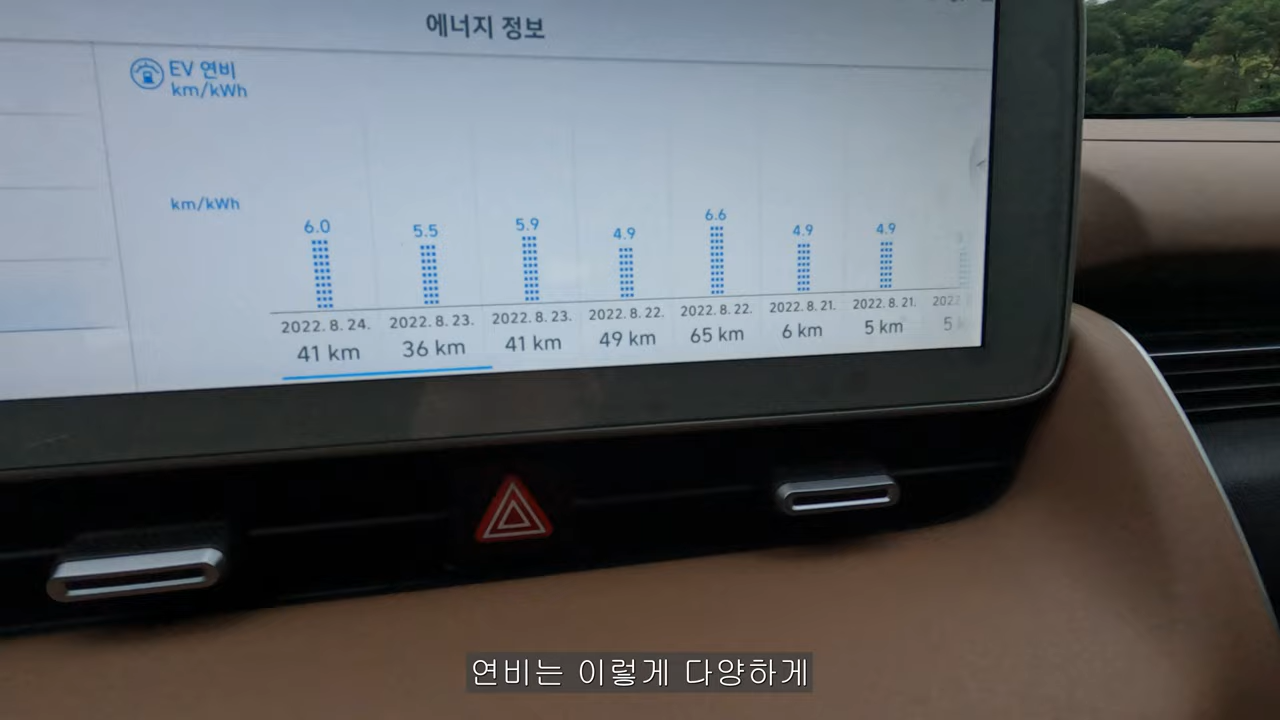 에너지 정보
EV 연비
km/kWh
km/kWh
6.0 5.5 5.9 4.9 6.6 4.9 4.9
2022. 8. 24. 2022. 8. 23. 2022. 8. 23. 2022. 8. 22. 2022. 8. 22. 2022. 8. 21. 2022. 8. 21. 2022
41 km 36 km 41 km 49 km 65 km 6 km 5 km 5
연비는 이렇게 다양하게